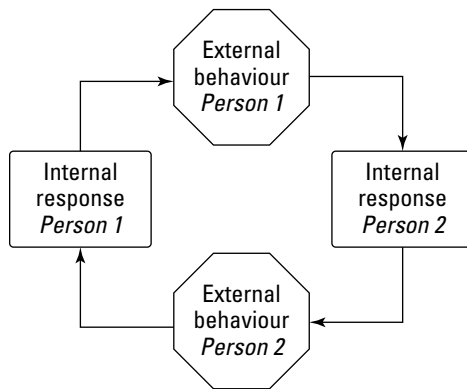 External
behaviour
Person 1
Internal
response
Person 1
Internal
response
Person 2
External
behaviour
Person 2